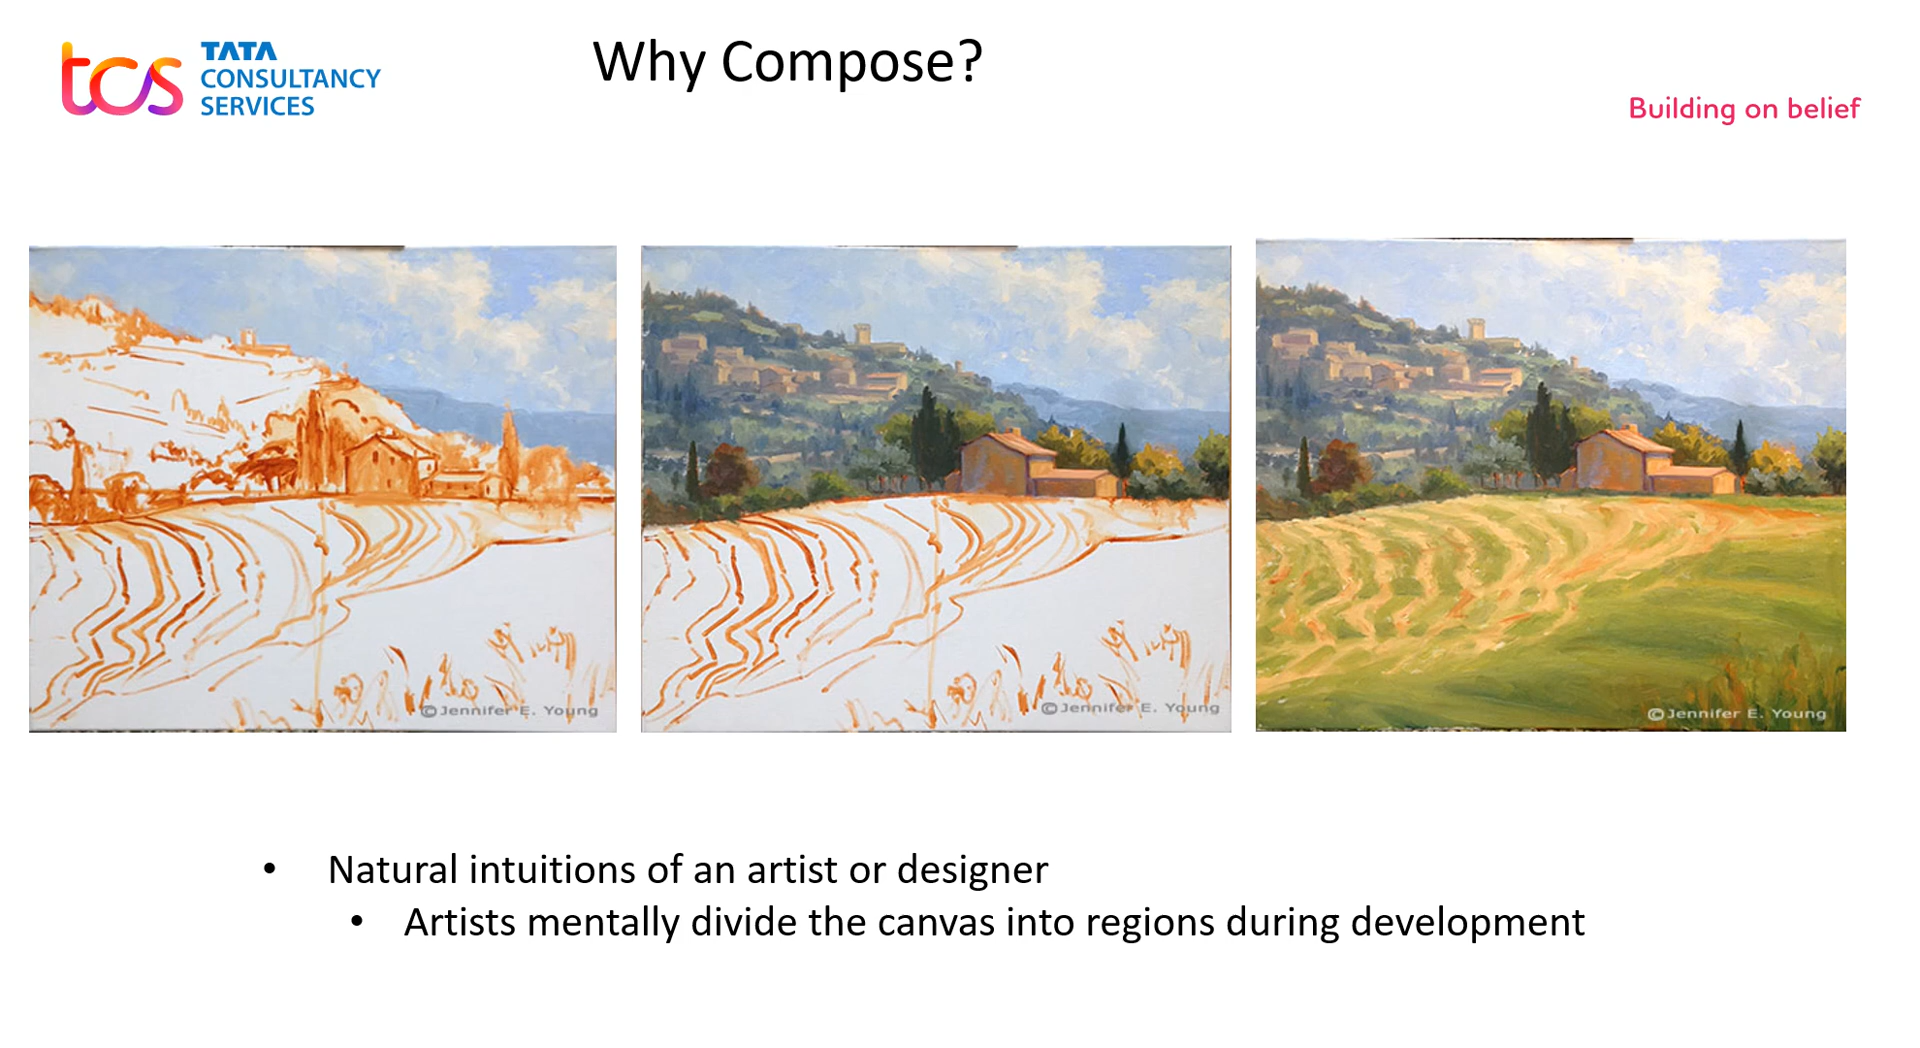 tcs TATA
CONSULTANCY
SERVICES
Why Compose?
Building on belief
©Jennifer E. Young
©Jennifer E. Young
©Jennifer E. Young
• Natural intuitions of an artist or designer
• Artists mentally divide the canvas into regions during development